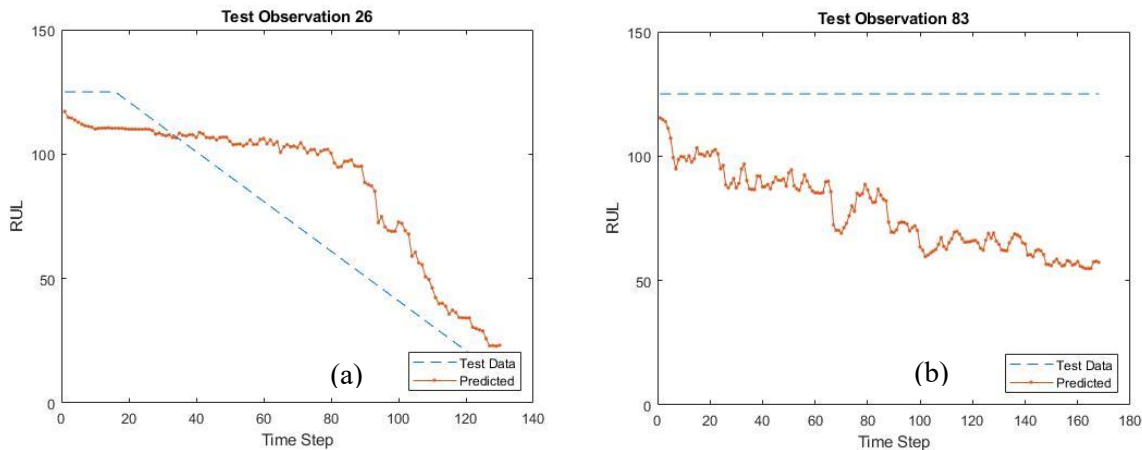 Test Observation 26
150
100
50
0
RUL
0 20 40 60 80 100 120 140
Time Step
Test Data
Predicted
(a)
Test Observation 83
150
100
50
0
RUL
0 20 40 60 80 100 120 140 160 180
Time Step
Test Data
Predicted
(b)